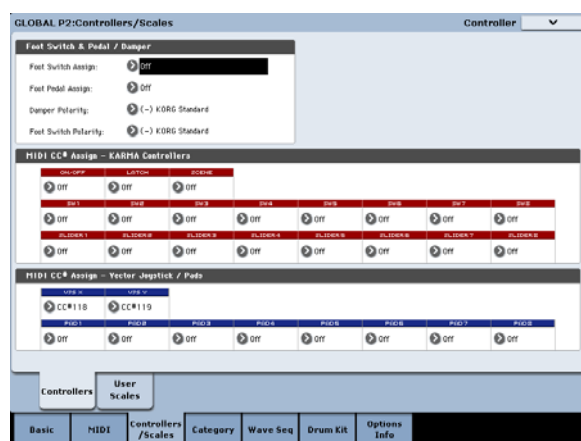 GLOBAL P2:Controllers/Scales Controller
Foot Switch & Pedal / Damper
Foot Switch Assign: Off
Foot Pedal Assign: Off
Damper Polarity: (-) KORG Standard
Foot Switch Polarity: (-) KORG Standard
MIDI CC# Assign - KARMA Controllers
ON-OFF LATCH SCENE
Off Off Off
SW1 SW2 SW3 SW4 SW5 SW6 SW7 SW8
Off Off Off Off Off Off Off Off
SLIDER1 SLIDER2 SLIDER3 SLIDER4 SLIDER5 SLIDER6 SLIDER7 SLIDER8
Off Off Off Off Off Off Off Off
MIDI CC# Assign - Vector Joystick / Pads
VJS X VJS Y
CC#118 CC#119
PAD1 PAD2 PAD3 PAD4 PAD5 PAD6 PAD7 PAD8
Off Off Off Off Off Off Off Off
Controllers User Scales
Basic MIDI Controllers /Scales Category Wave Seq Drum Kit Options Info